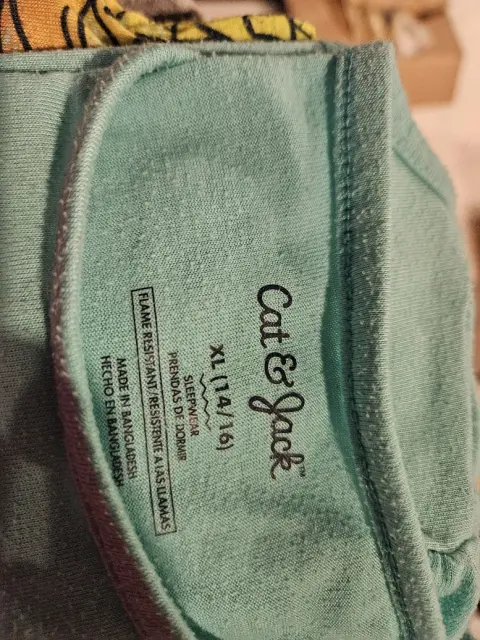 Cat & Jack™
XL (14/16)
SLEEPWEAR
PRENDAS DE DORMIR
FLAME RESISTANT/RESISTENTE A LAS LLAMAS
MADE IN BANGLADESH
HECHO EN BANGLADESH